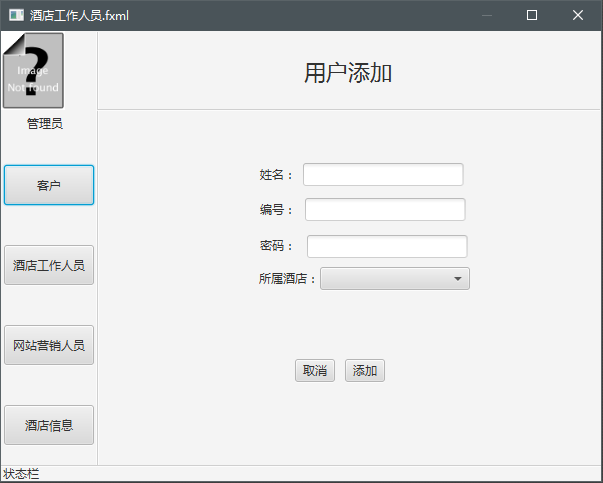 酒店工作人员.fxml
Image
Not found
管理员
客户
酒店工作人员
网站营销人员
酒店信息
用户添加
姓名：
编号：
密码：
所属酒店：
取消 添加
状态栏